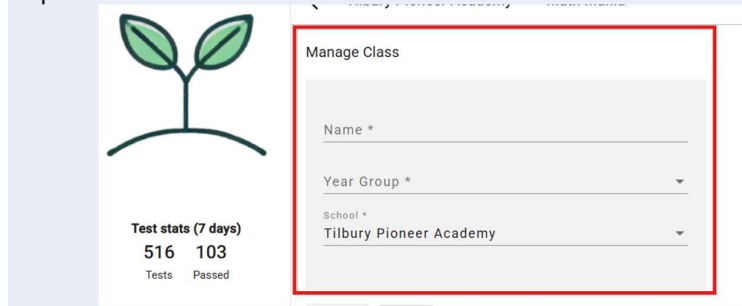 Manage Class
Name *
Year Group *
School *
Tilbury Pioneer Academy
Test stats (7 days)
516 103
Tests Passed